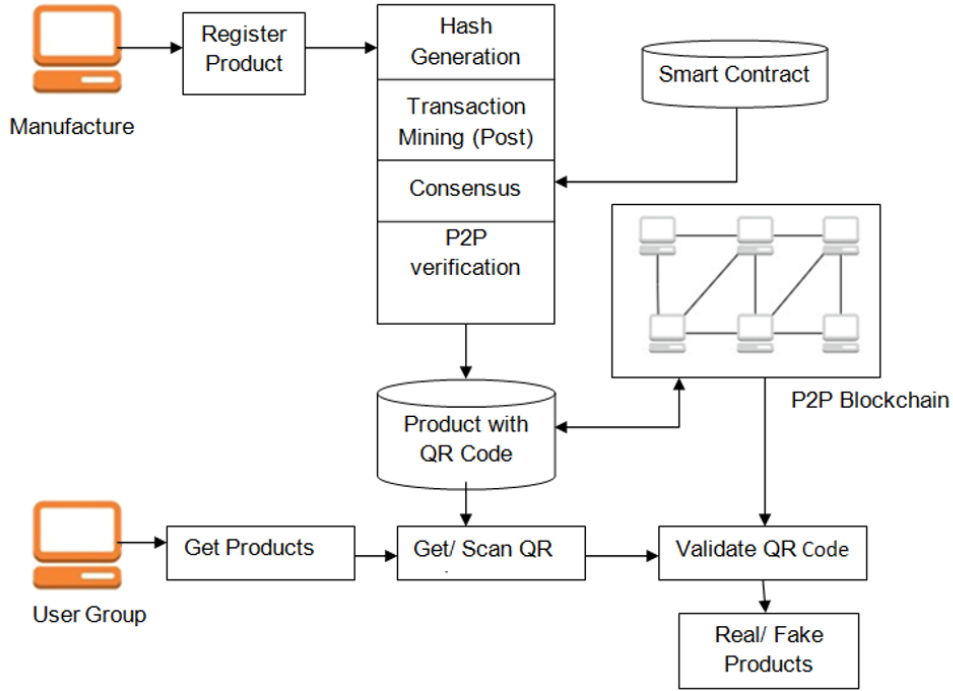 Register
Product
Manufacture
Hash
Generation
Transaction
Mining (Post)
Consensus
P2P
verification
Smart Contract
P2P Blockchain
Product with
QR Code
User Group
Get Products
Get/ Scan QR
Validate QR Code
Real/ Fake
Products